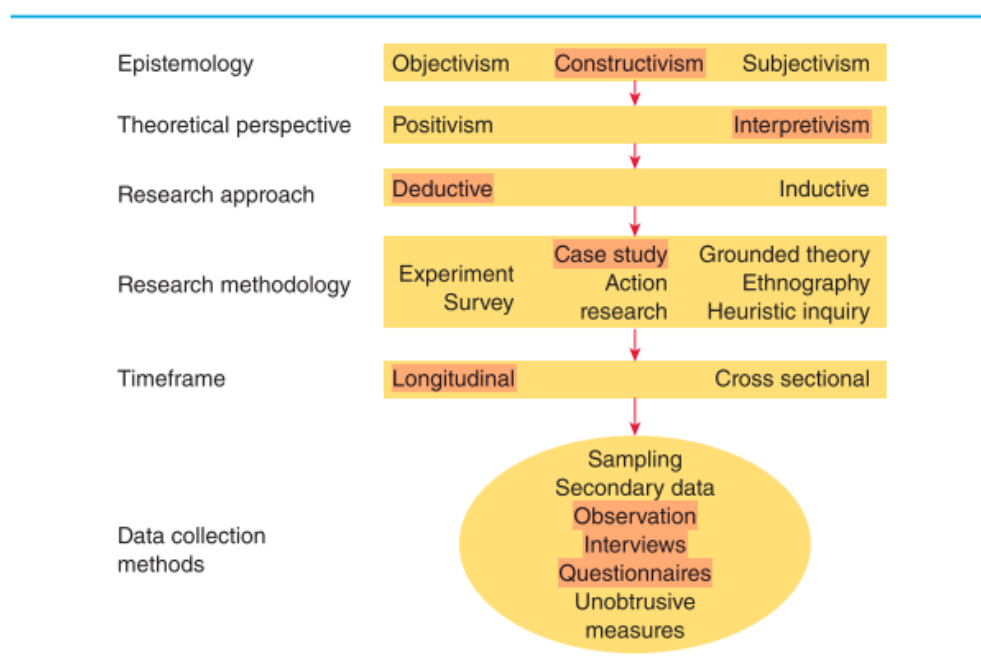 Epistemology Objectivism Constructivism Subjectivism
Theoretical perspective Positivism Interpretivism
Research approach Deductive Inductive
Research methodology
Experiment
Survey
Case study
Action
research
Grounded theory
Ethnography
Heuristic inquiry
Timeframe Longitudinal Cross sectional
Data collection
methods
Sampling
Secondary data
Observation
Interviews
Questionnaires
Unobtrusive
measures